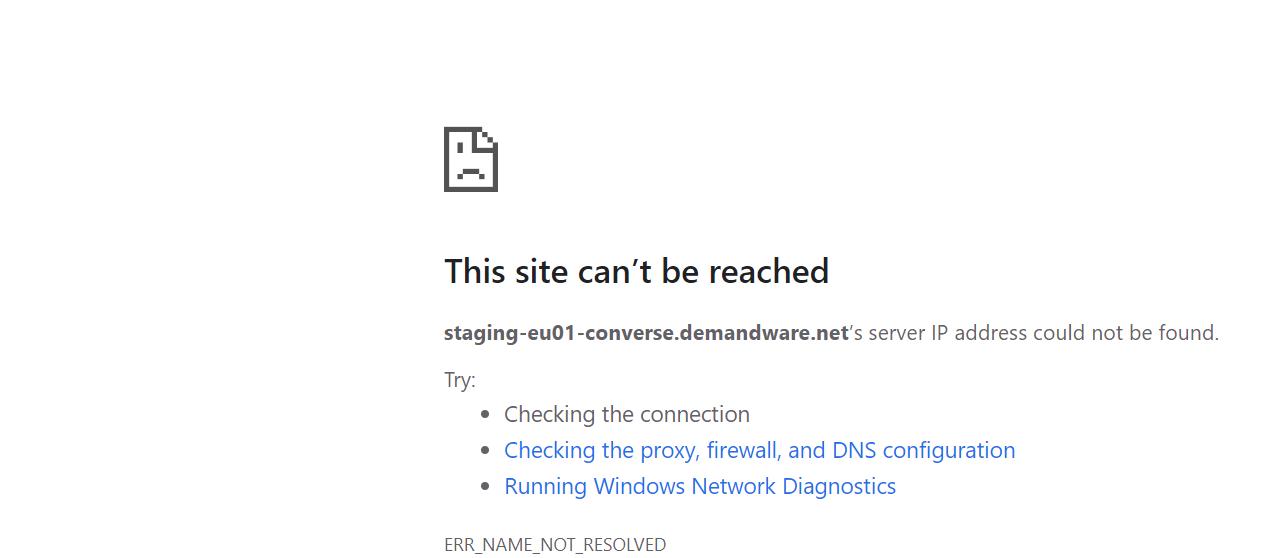 This site can’t be reached
staging-eu01-converse.demandware.net’s server IP address could not be found.
Try:
Checking the connection
Checking the proxy, firewall, and DNS configuration
Running Windows Network Diagnostics
ERR_NAME_NOT_RESOLVED